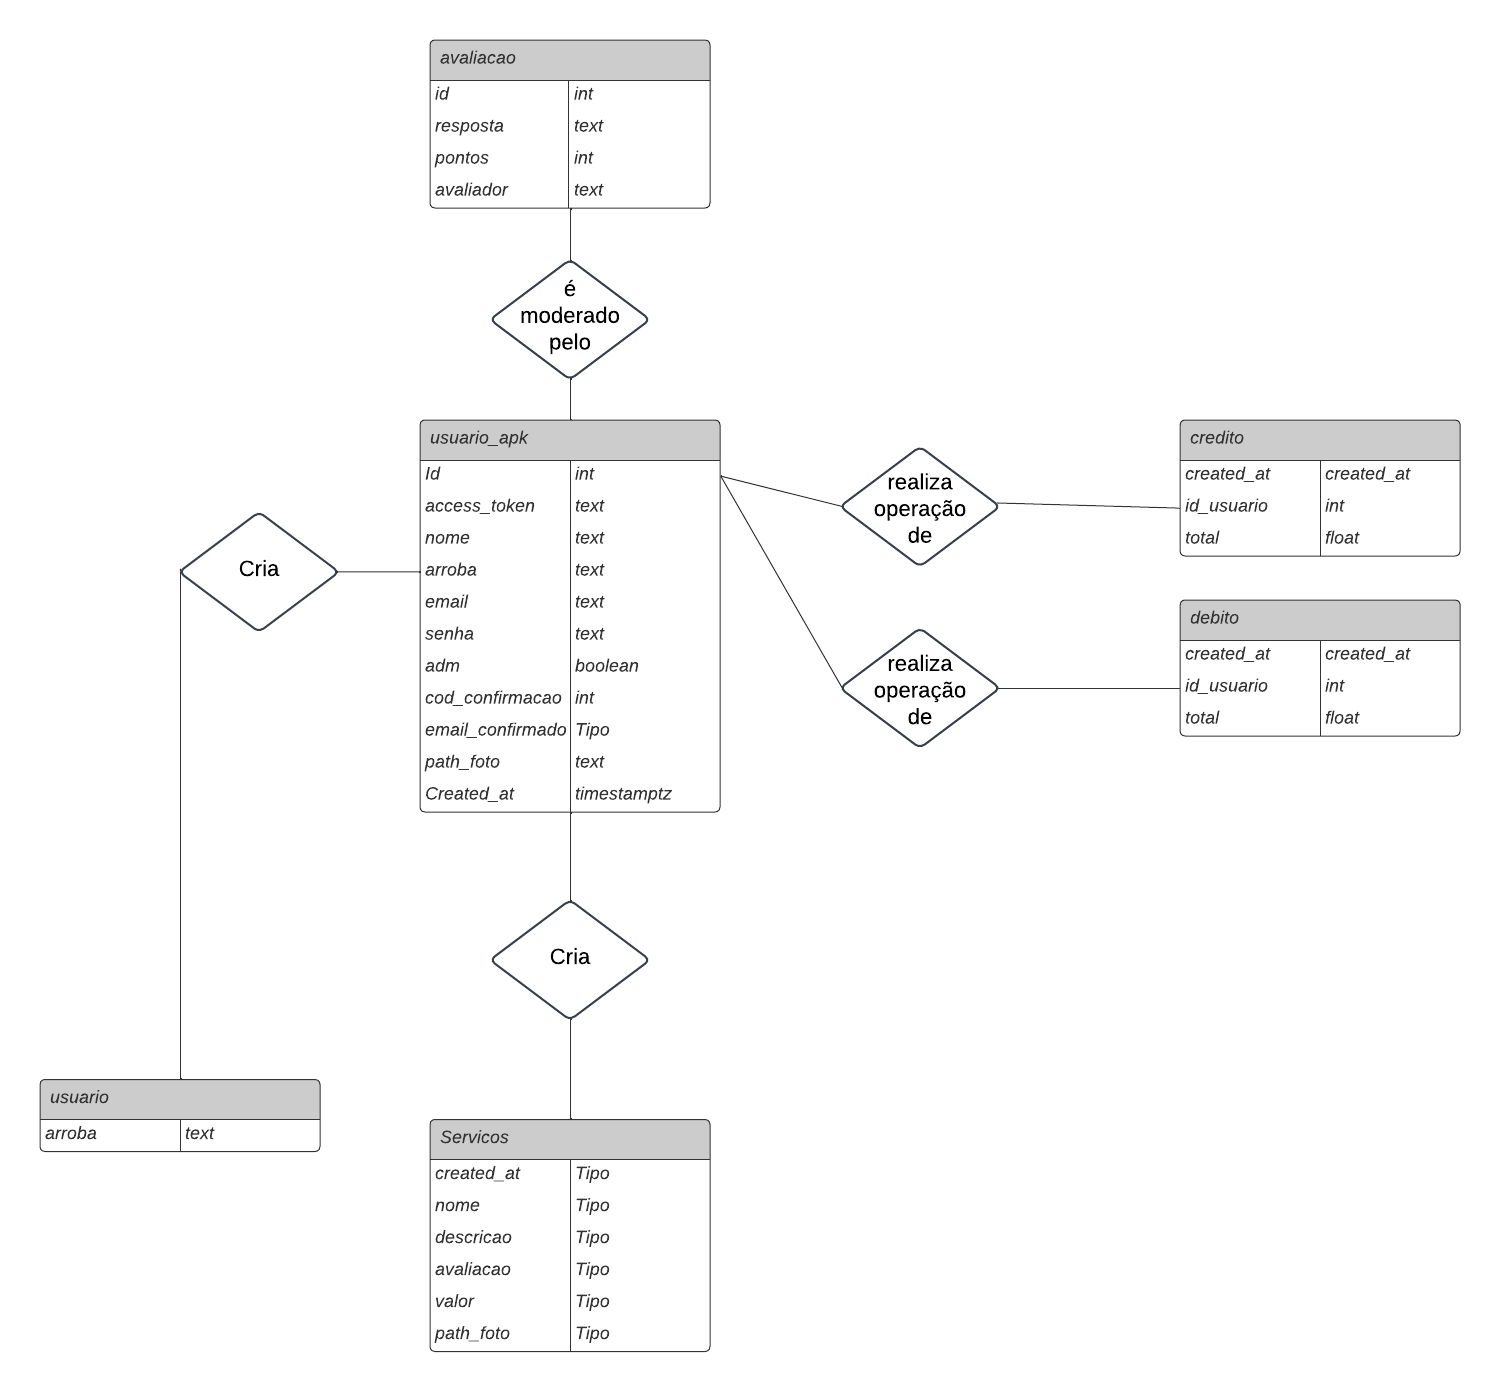 avaliacao
id int
resposta text
pontos int
avaliador text
é
moderado
pelo
usuario_apk
Id int
access_token text
nome text
arroba text
email text
senha text
adm boolean
cod_confirmacao int
email_confirmado Tipo
path_foto text
Created_at timestamptz
realiza
operação
de
credito
created_at created_at
id_usuario int
total float
Cria
realiza
operação
de
debito
created_at created_at
id_usuario int
total float
Cria
usuario
arroba text
Servicos
created_at Tipo
nome Tipo
descricao Tipo
avaliacao Tipo
valor Tipo
path_foto Tipo